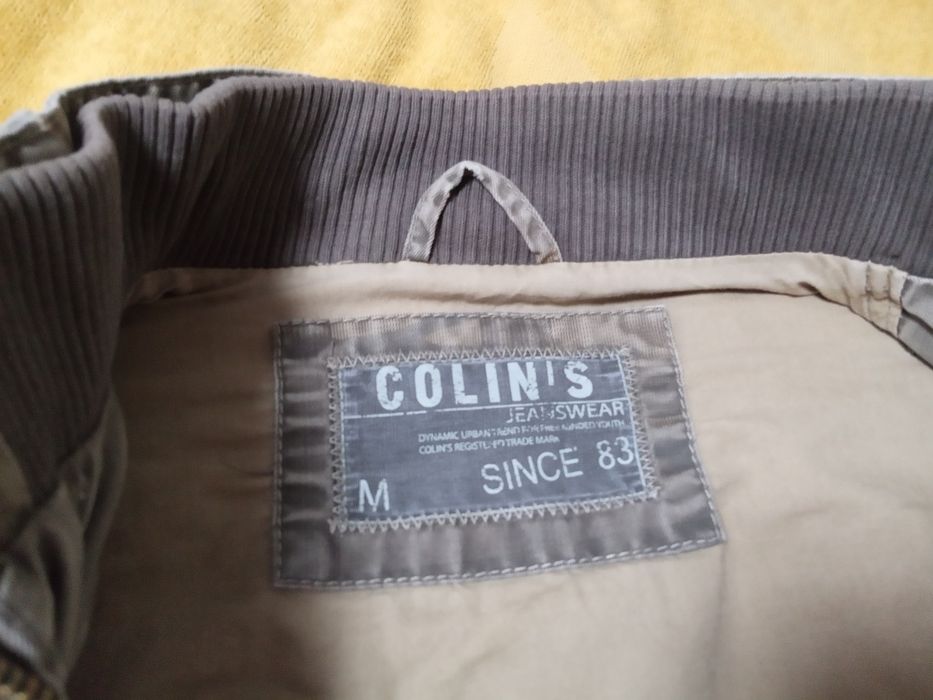 COLIN'S
JEANSWEAR
DYNAMIC URBAN TREND FOR FREE MINDED YOUTH
COLIN'S REGISTERED TRADE MARK
SINCE 83
M